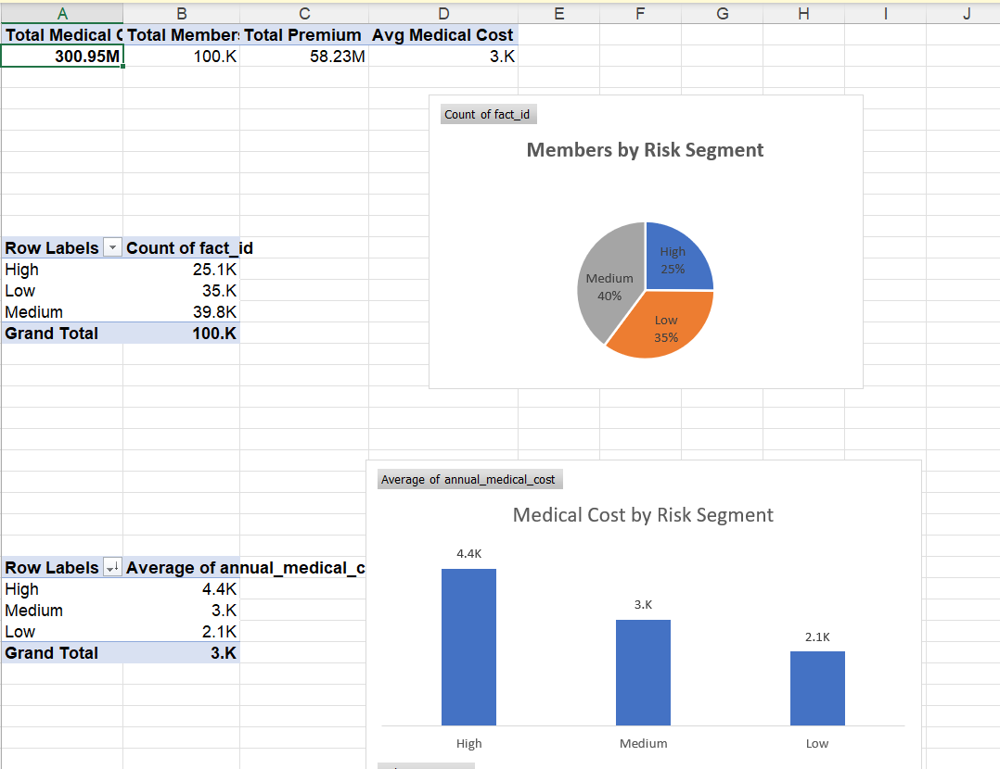 A B C D E F G H I J
Total Medical C Total Member: Total Premium Avg Medical Cost
300.95M 100.K 58.23M 3.K
Count of fact_id
Members by Risk Segment
High
25%
Medium
40%
Low
35%
Row Labels Count of fact_id
High 25.1K
Low 35.K
Medium 39.8K
Grand Total 100.K
Average of annual_medical_cost
Medical Cost by Risk Segment
4.4K
3.K
2.1K
High Medium Low
Row Labels Average of annual_medical_c
High 4.4K
Medium 3.K
Low 2.1K
Grand Total 3.K